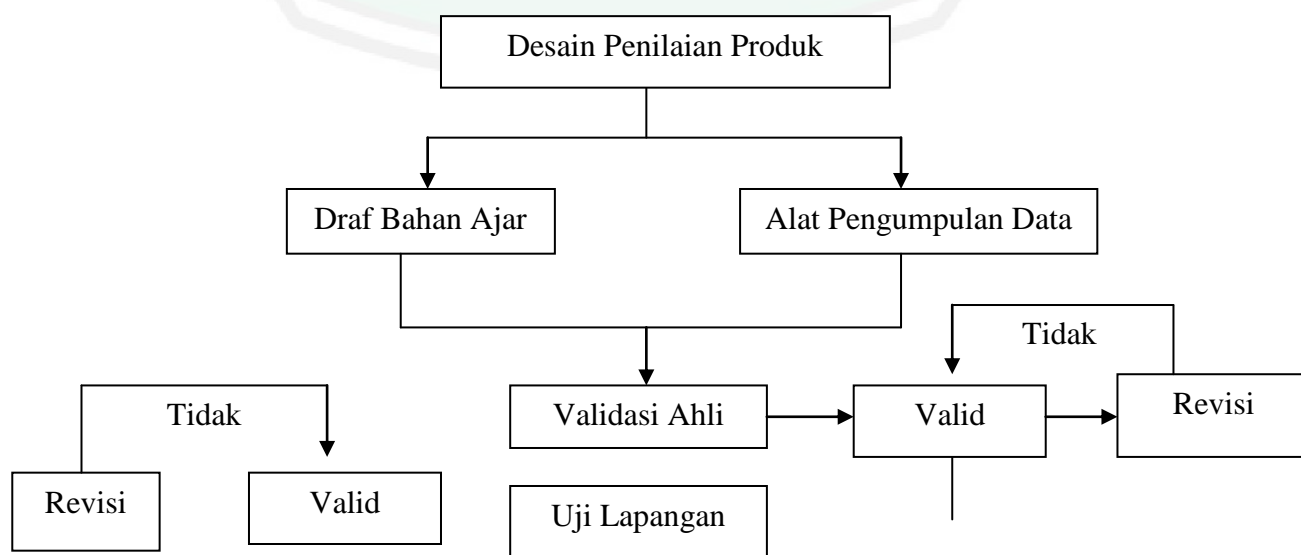 Desain Penilaian Produk
Draf Bahan Ajar
Alat Pengumpulan Data
Tidak
Validasi Ahli
Valid
Revisi
Tidak
Revisi
Valid
Uji Lapangan